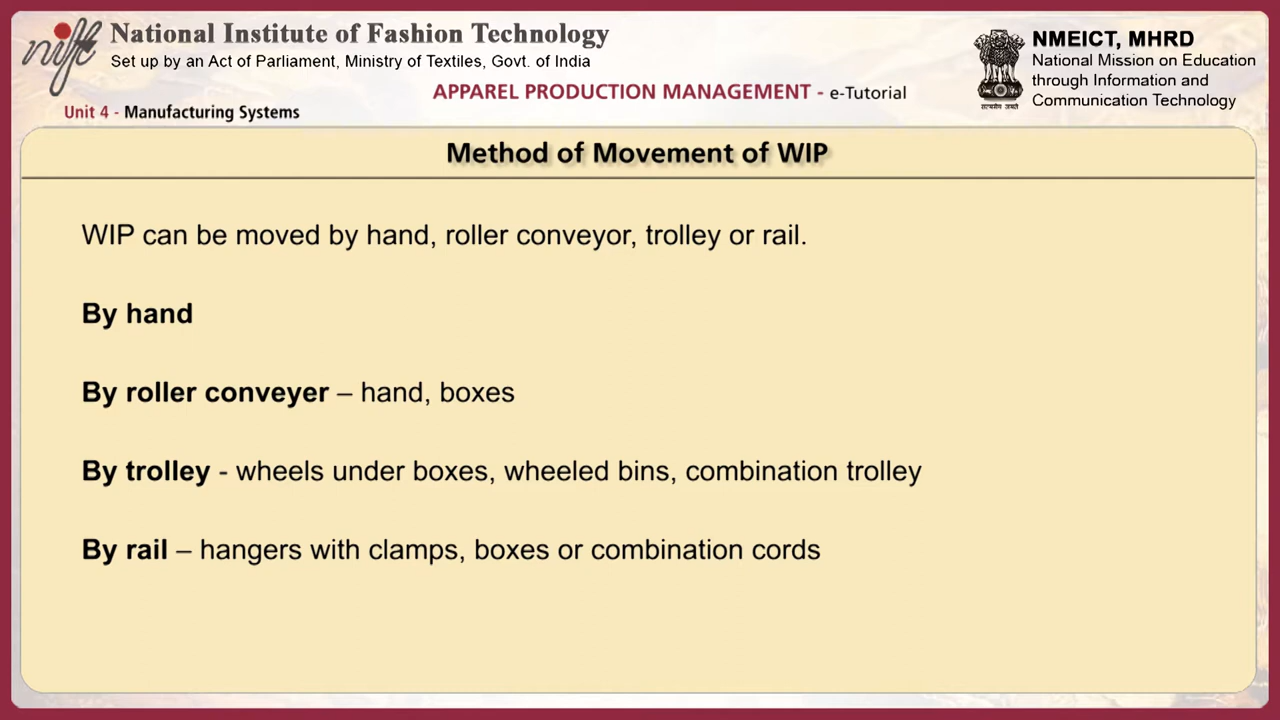 nift
National Institute of Fashion Technology
Set up by an Act of Parliament, Ministry of Textiles, Govt. of India
NMEICT, MHRD
National Mission on Education
through Information and
Communication Technology
सत्यमेव जयते
APPAREL PRODUCTION MANAGEMENT - e-Tutorial
Unit 4 - Manufacturing Systems
Method of Movement of WIP
WIP can be moved by hand, roller conveyor, trolley or rail.
By hand
By roller conveyer – hand, boxes
By trolley - wheels under boxes, wheeled bins, combination trolley
By rail – hangers with clamps, boxes or combination cords